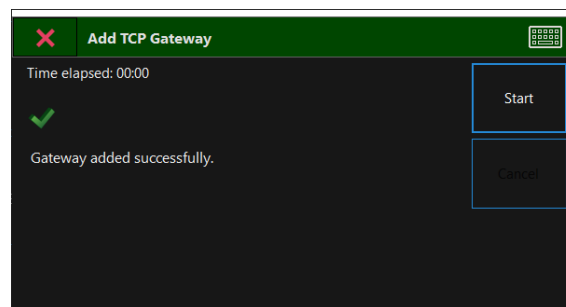 Add TCP Gateway
Time elapsed: 00:00
Start
Gateway added successfully.
Cancel